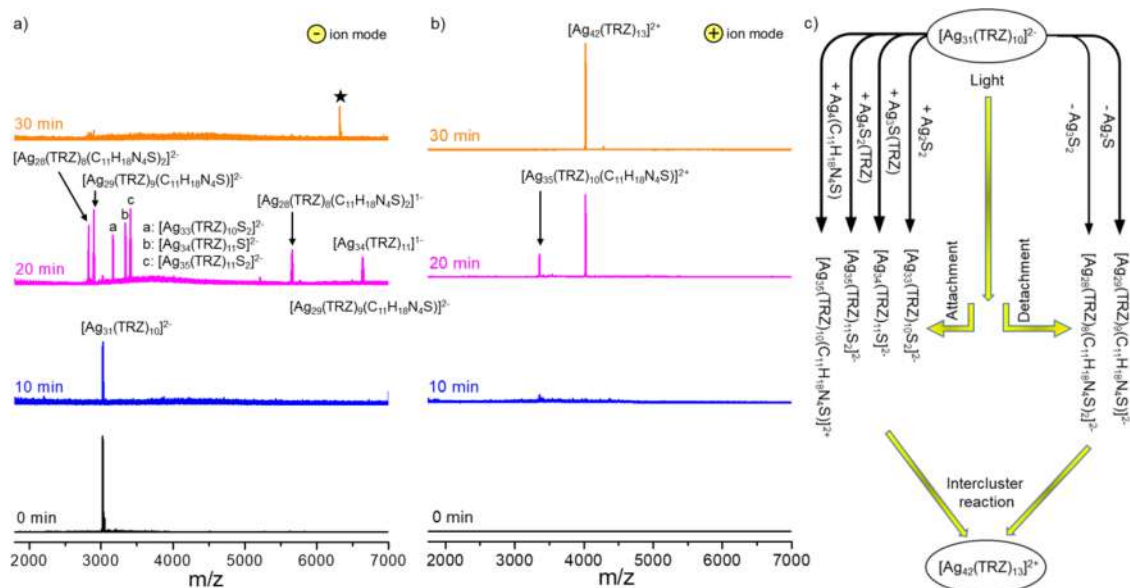 a)
− ion mode
★
30 min
[Ag28(TRZ)8(C11H18N4S)2]2-
[Ag29(TRZ)9(C11H18N4S)]2-
a
b
c
a: [Ag33(TRZ)10S2]2-
b: [Ag34(TRZ)11S]2-
c: [Ag35(TRZ)11S2]2-
[Ag28(TRZ)8(C11H18N4S)2]1-
[Ag34(TRZ)11]1-
20 min
[Ag29(TRZ)9(C11H18N4S)]2-
[Ag31(TRZ)10]2-
10 min
0 min
2000 3000 4000 5000 6000 7000
m/z
b)
+ ion mode
[Ag42(TRZ)13]2+
30 min
[Ag35(TRZ)10(C11H18N4S)]2+
20 min
10 min
0 min
2000 3000 4000 5000 6000 7000
m/z
c)
[Ag31(TRZ)10]2-
Light
+ Ag4(C11H18N4S)
+ Ag4S2(TRZ)
+ Ag3S(TRZ)
+ Ag2S2
- Ag3S2
- Ag2S
Attachment
Detachment
[Ag35(TRZ)10(C11H18N4S)]2+
[Ag35(TRZ)11S2]2-
[Ag34(TRZ)11S]2-
[Ag33(TRZ)10S2]2-
[Ag28(TRZ)8(C11H18N4S)2]2-
[Ag29(TRZ)9(C11H18N4S)]2-
Intercluster
reaction
[Ag42(TRZ)13]2+